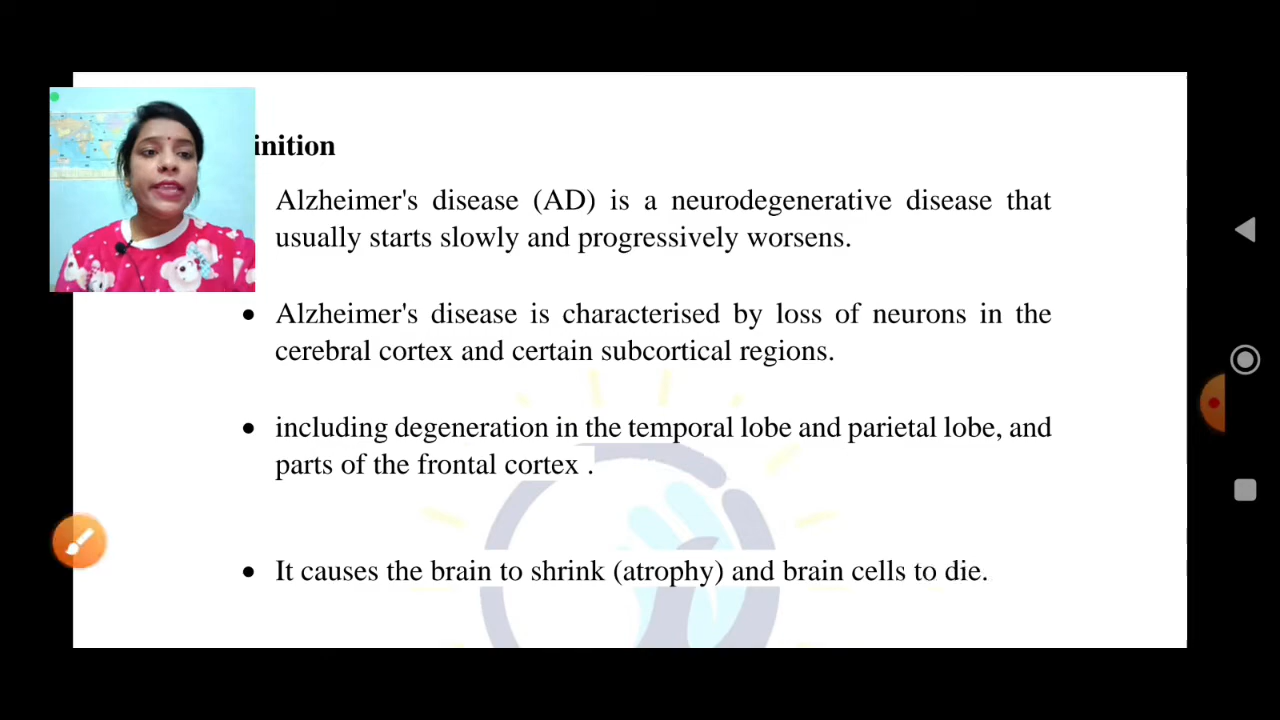 inition
Alzheimer's disease (AD) is a neurodegenerative disease that
usually starts slowly and progressively worsens.
• Alzheimer's disease is characterised by loss of neurons in the
cerebral cortex and certain subcortical regions.
• including degeneration in the temporal lobe and parietal lobe, and
parts of the frontal cortex .
• It causes the brain to shrink (atrophy) and brain cells to die.